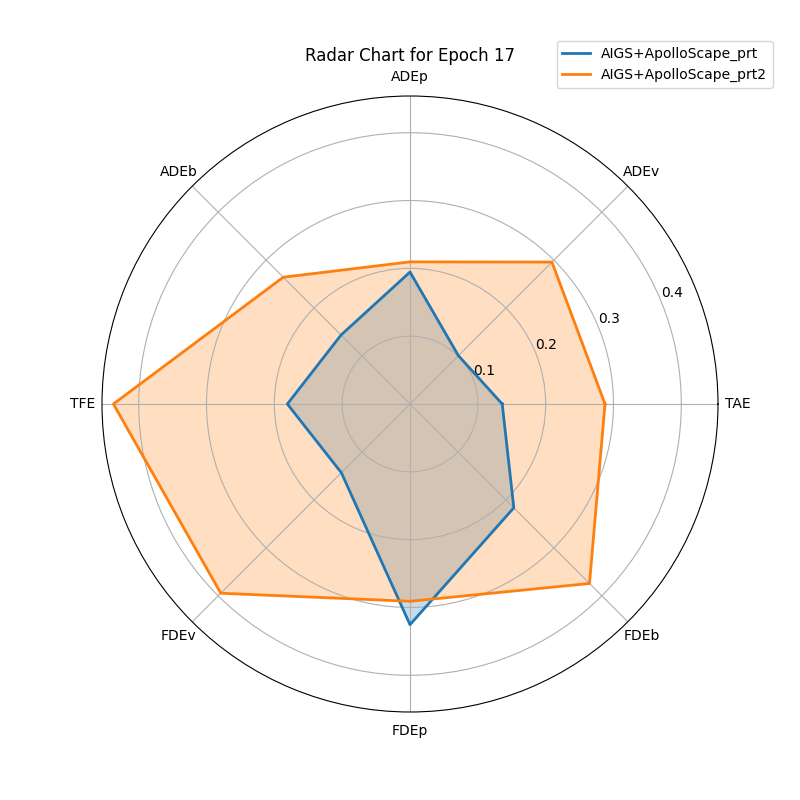 AIGS+ApolloScape_prt
AIGS+ApolloScape_prt2
Radar Chart for Epoch 17
ADEp
ADEb
ADEv
0.4
0.3
0.2
0.1
TFE
TAE
FDEv
FDEb
FDEp